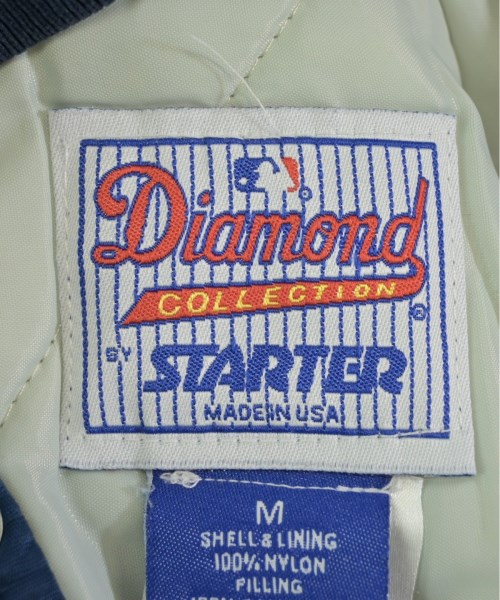 Diamond
COLLECTION ®
BY STARTER
MADE IN USA
M
SHELL & LINING
100% NYLON
FILLING